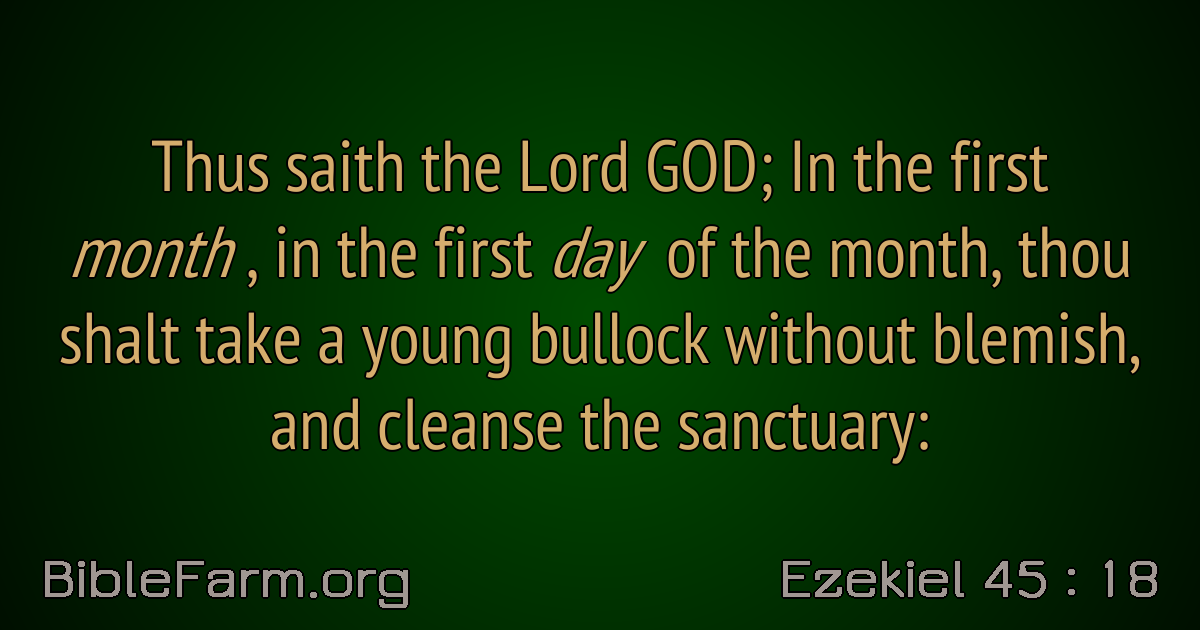 Thus saith the Lord GOD; In the first
month , in the first day of the month, thou
shalt take a young bullock without blemish,
and cleanse the sanctuary:
BibleFarm.org
Ezekiel 45 : 18